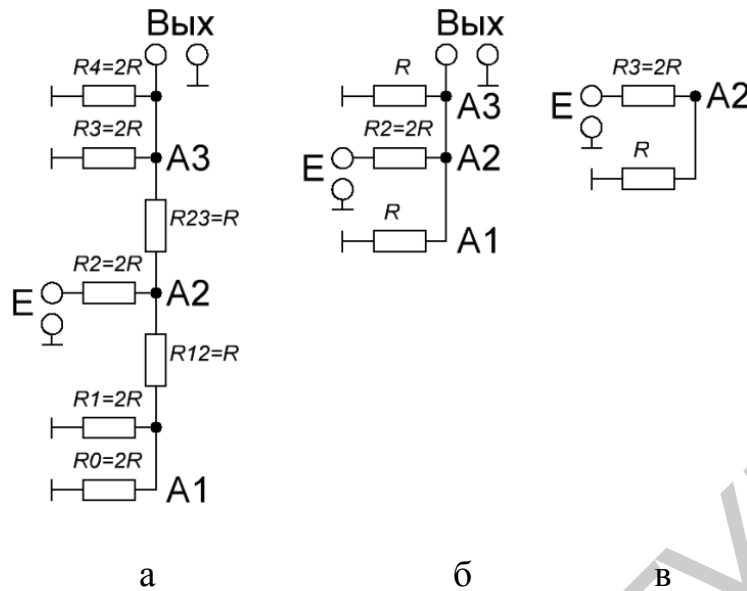 Вых
R4=2R
R3=2R
A3
R23=R
R2=2R
E
A2
R12=R
R1=2R
R0=2R
A1
а
Вых
R
A3
R2=2R
E
A2
R
A1
б
R3=2R
E
A2
R
в